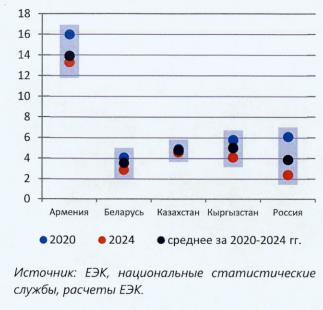 18
16
14
12
10
8
6
4
2
0
Армения Беларусь Казахстан Кыргызстан Россия
2020 2024 среднее за 2020-2024 гг.
Источник: ЕЭК, национальные статистические
службы, расчеты ЕЭК.